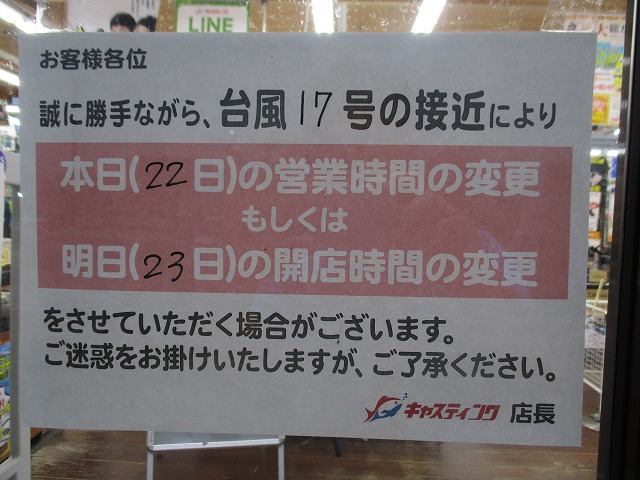 LINE
お客様各位
誠に勝手ながら、台風17号の接近により
本日(22日)の営業時間の変更
もしくは
明日(23日)の開店時間の変更
をさせていただく場合がございます。
ご迷惑をお掛けいたしますが、ご了承ください。
キャスティング 店長